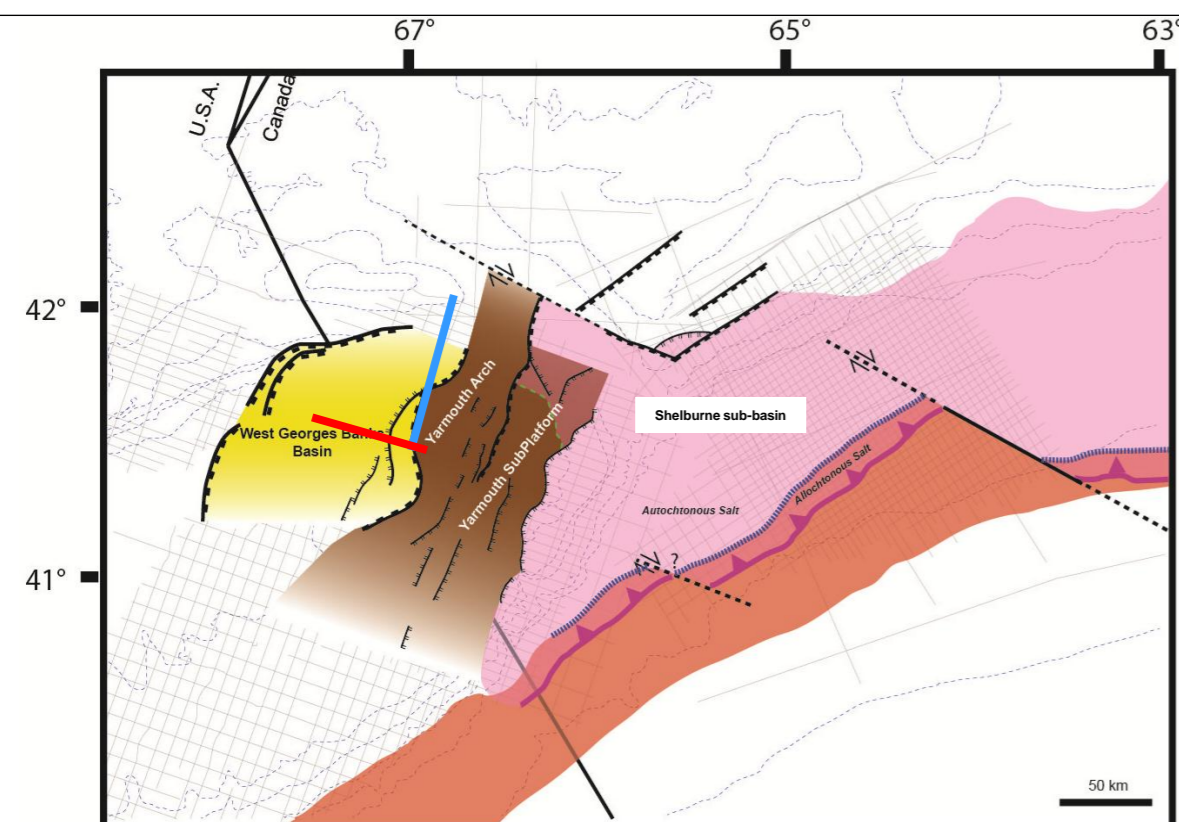 67°
65°
63°
U.S.A.
Canada
42°
41°
West Georges Banks
Basin
Yarmouth Arch
Yarmouth SubPlatform
Shelburne sub-basin
Autochtonous Salt
Allochtonous Salt
?
50 km